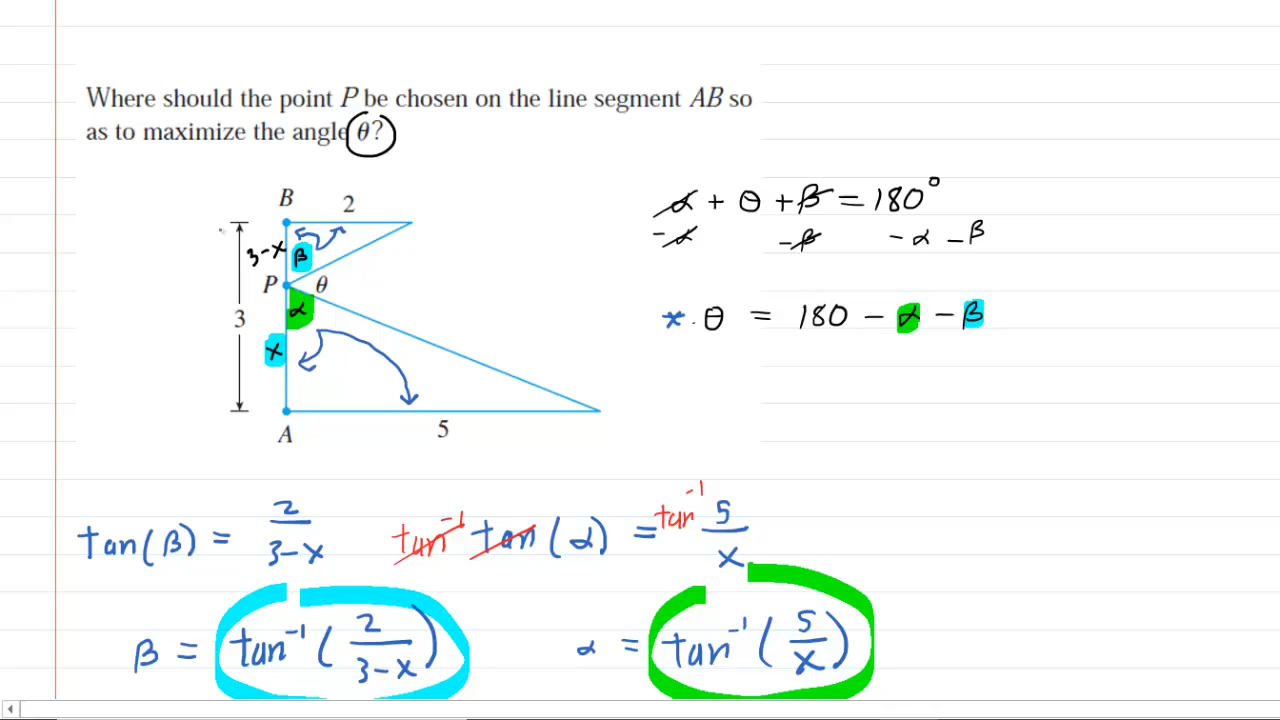 Where should the point P be chosen on the line segment AB so
as to maximize the angle θ?
B
2
α + θ + β = 180°
- α - β - α - β
3-x
β
P
θ
3
α
* · θ = 180 - α - β
x
A
5
tan(β) = 2/(3-x)
tan⁻¹ tan(α) = tan⁻¹ 5/x
β = tan⁻¹(2/(3-x))
α = tan⁻¹(5/x)